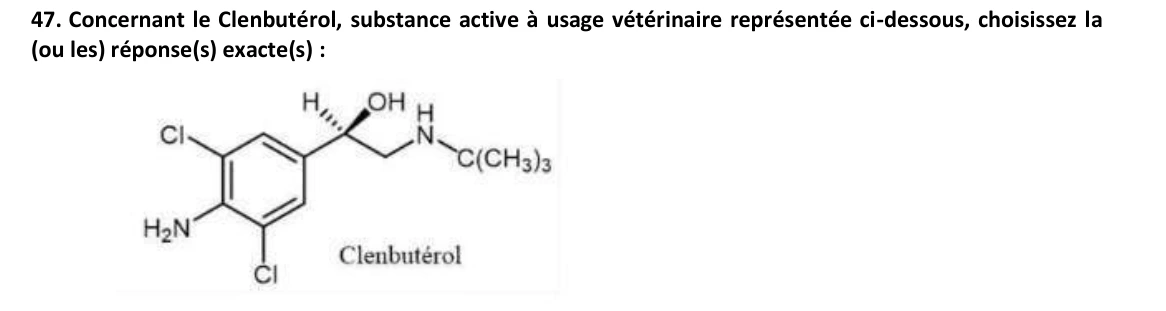 47. Concernant le Clenbutérol, substance active à usage vétérinaire représentée ci-dessous, choisissez la
(ou les) réponse(s) exacte(s) :
H OH H
Cl N
C(CH3)3
H₂N
Cl
Clenbutérol